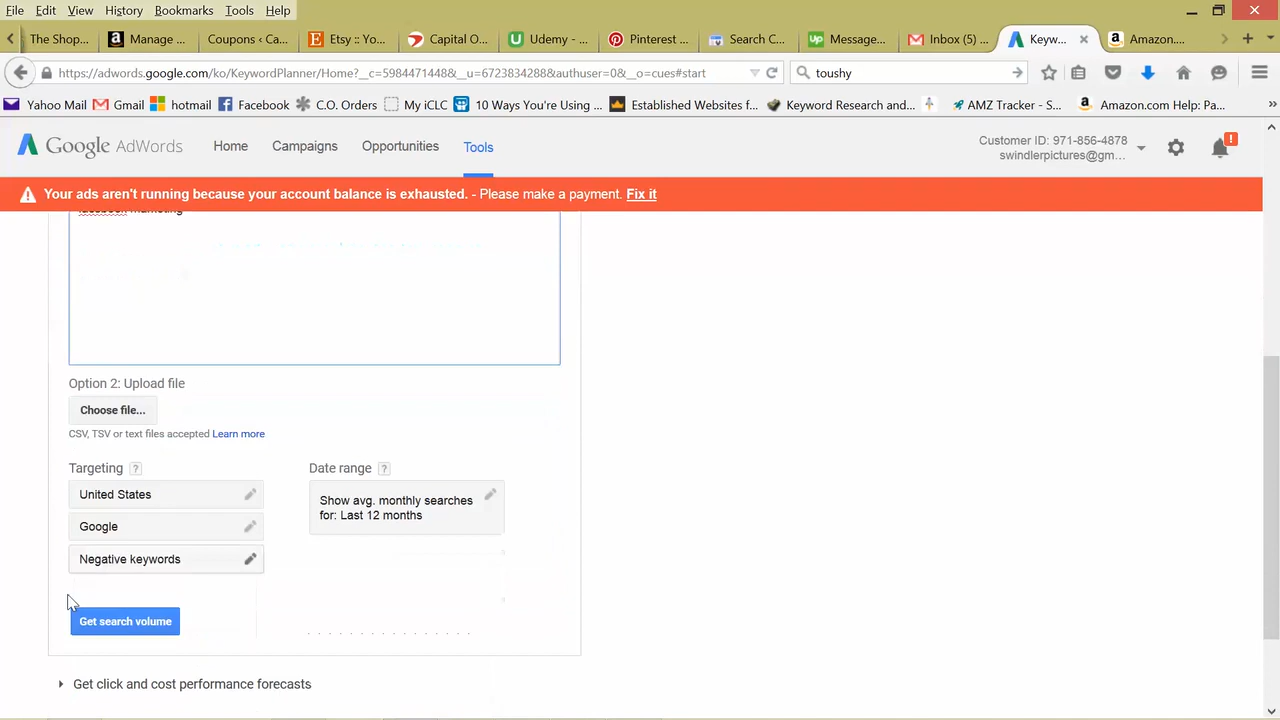 File Edit View History Bookmarks Tools Help
The Shop... Manage ... Coupons ‹ Ca... Etsy :: Yo... Capital O... Udemy - ... Pinterest ... Search C... Message... Inbox (5) ... Keyw... Amazon....
https://adwords.google.com/ko/KeywordPlanner/Home?__c=5984471448&__u=6723834288&authuser=0&__o=cues#start toushy
Yahoo Mail Gmail hotmail Facebook C.O. Orders My iCLC 10 Ways You're Using ... Established Websites f... Keyword Research and... AMZ Tracker - S... Amazon.com Help: Pa...
Google AdWords Home Campaigns Opportunities Tools
Customer ID: 971-856-4878
swindlerpictures@gm...
Your ads aren't running because your account balance is exhausted. - Please make a payment. Fix it
marketing
Option 2: Upload file
Choose file...
CSV, TSV or text files accepted Learn more
Targeting ? Date range ?
United States
Google
Negative keywords
Show avg. monthly searches
for: Last 12 months
Get search volume
Get click and cost performance forecasts